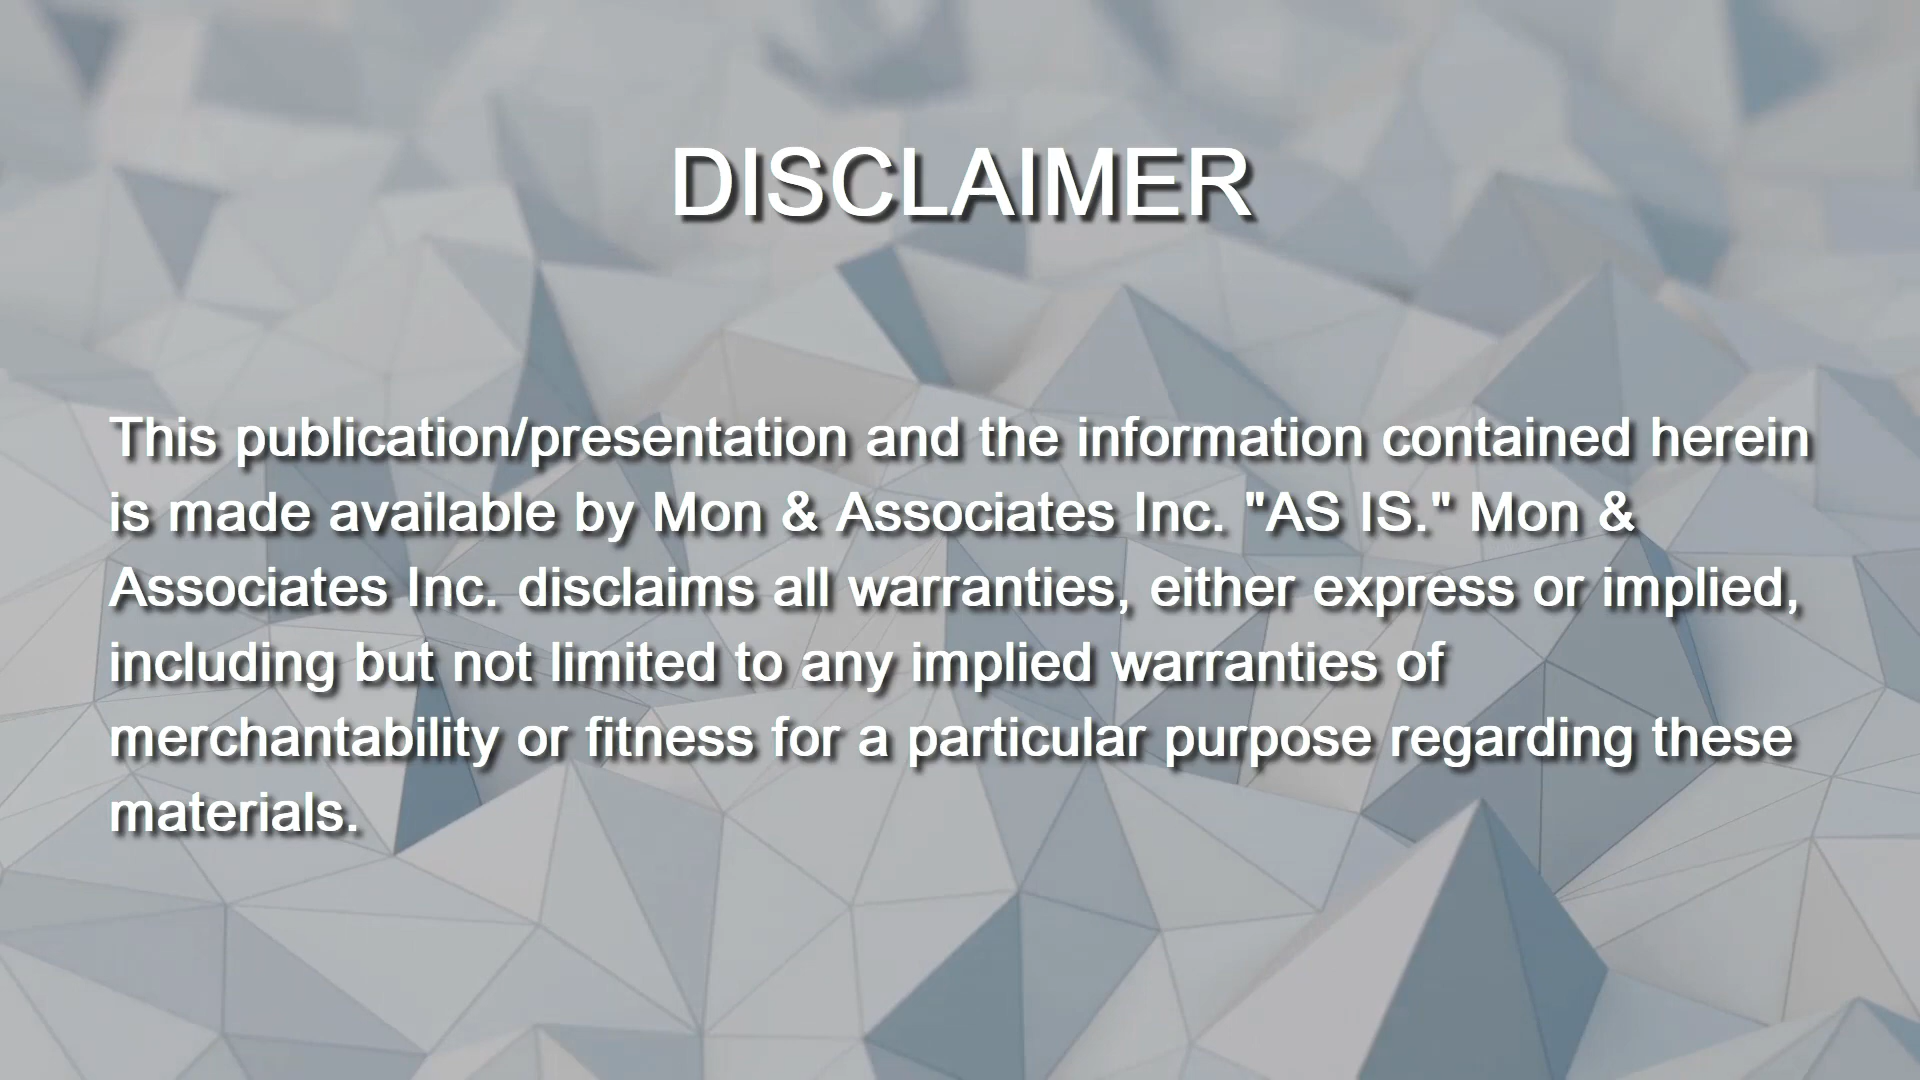 DISCLAIMER
This publication/presentation and the information contained herein
is made available by Mon & Associates Inc. "AS IS." Mon &
Associates Inc. disclaims all warranties, either express or implied,
including but not limited to any implied warranties of
merchantability or fitness for a particular purpose regarding these
materials.